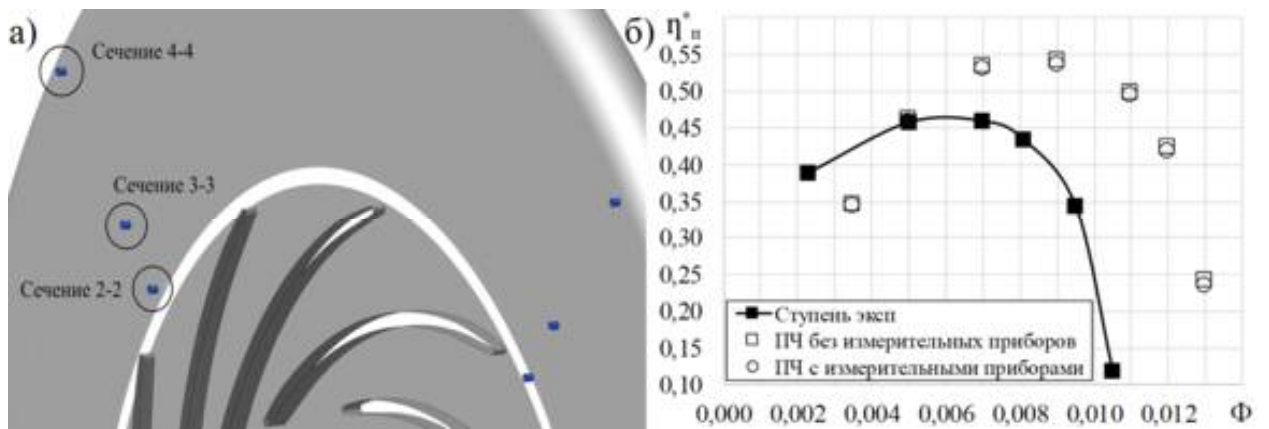 а)
Сечение 4-4
Сечение 3-3
Сечение 2-2
б)
η*п
0,55
0,50
0,45
0,40
0,35
0,30
0,25
0,20
0,15
0,10
Ступень эксп
ПЧ без измерительных приборов
ПЧ с измерительными приборами
0,000 0,002 0,004 0,006 0,008 0,010 0,012 Ф